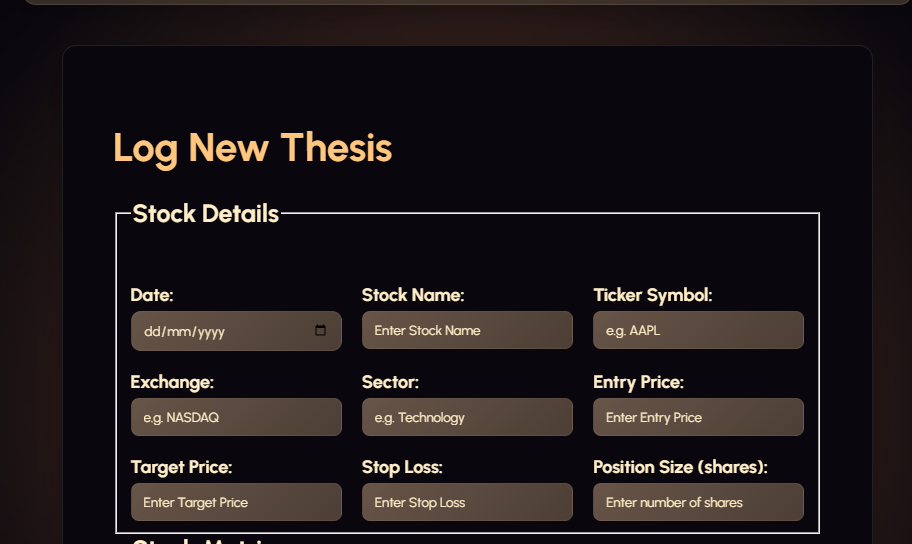 Log New Thesis
Stock Details
Date: Stock Name: Ticker Symbol:
dd/mm/yyyy Enter Stock Name e.g. AAPL
Exchange: Sector: Entry Price:
e.g. NASDAQ e.g. Technology Enter Entry Price
Target Price: Stop Loss: Position Size (shares):
Enter Target Price Enter Stop Loss Enter number of shares